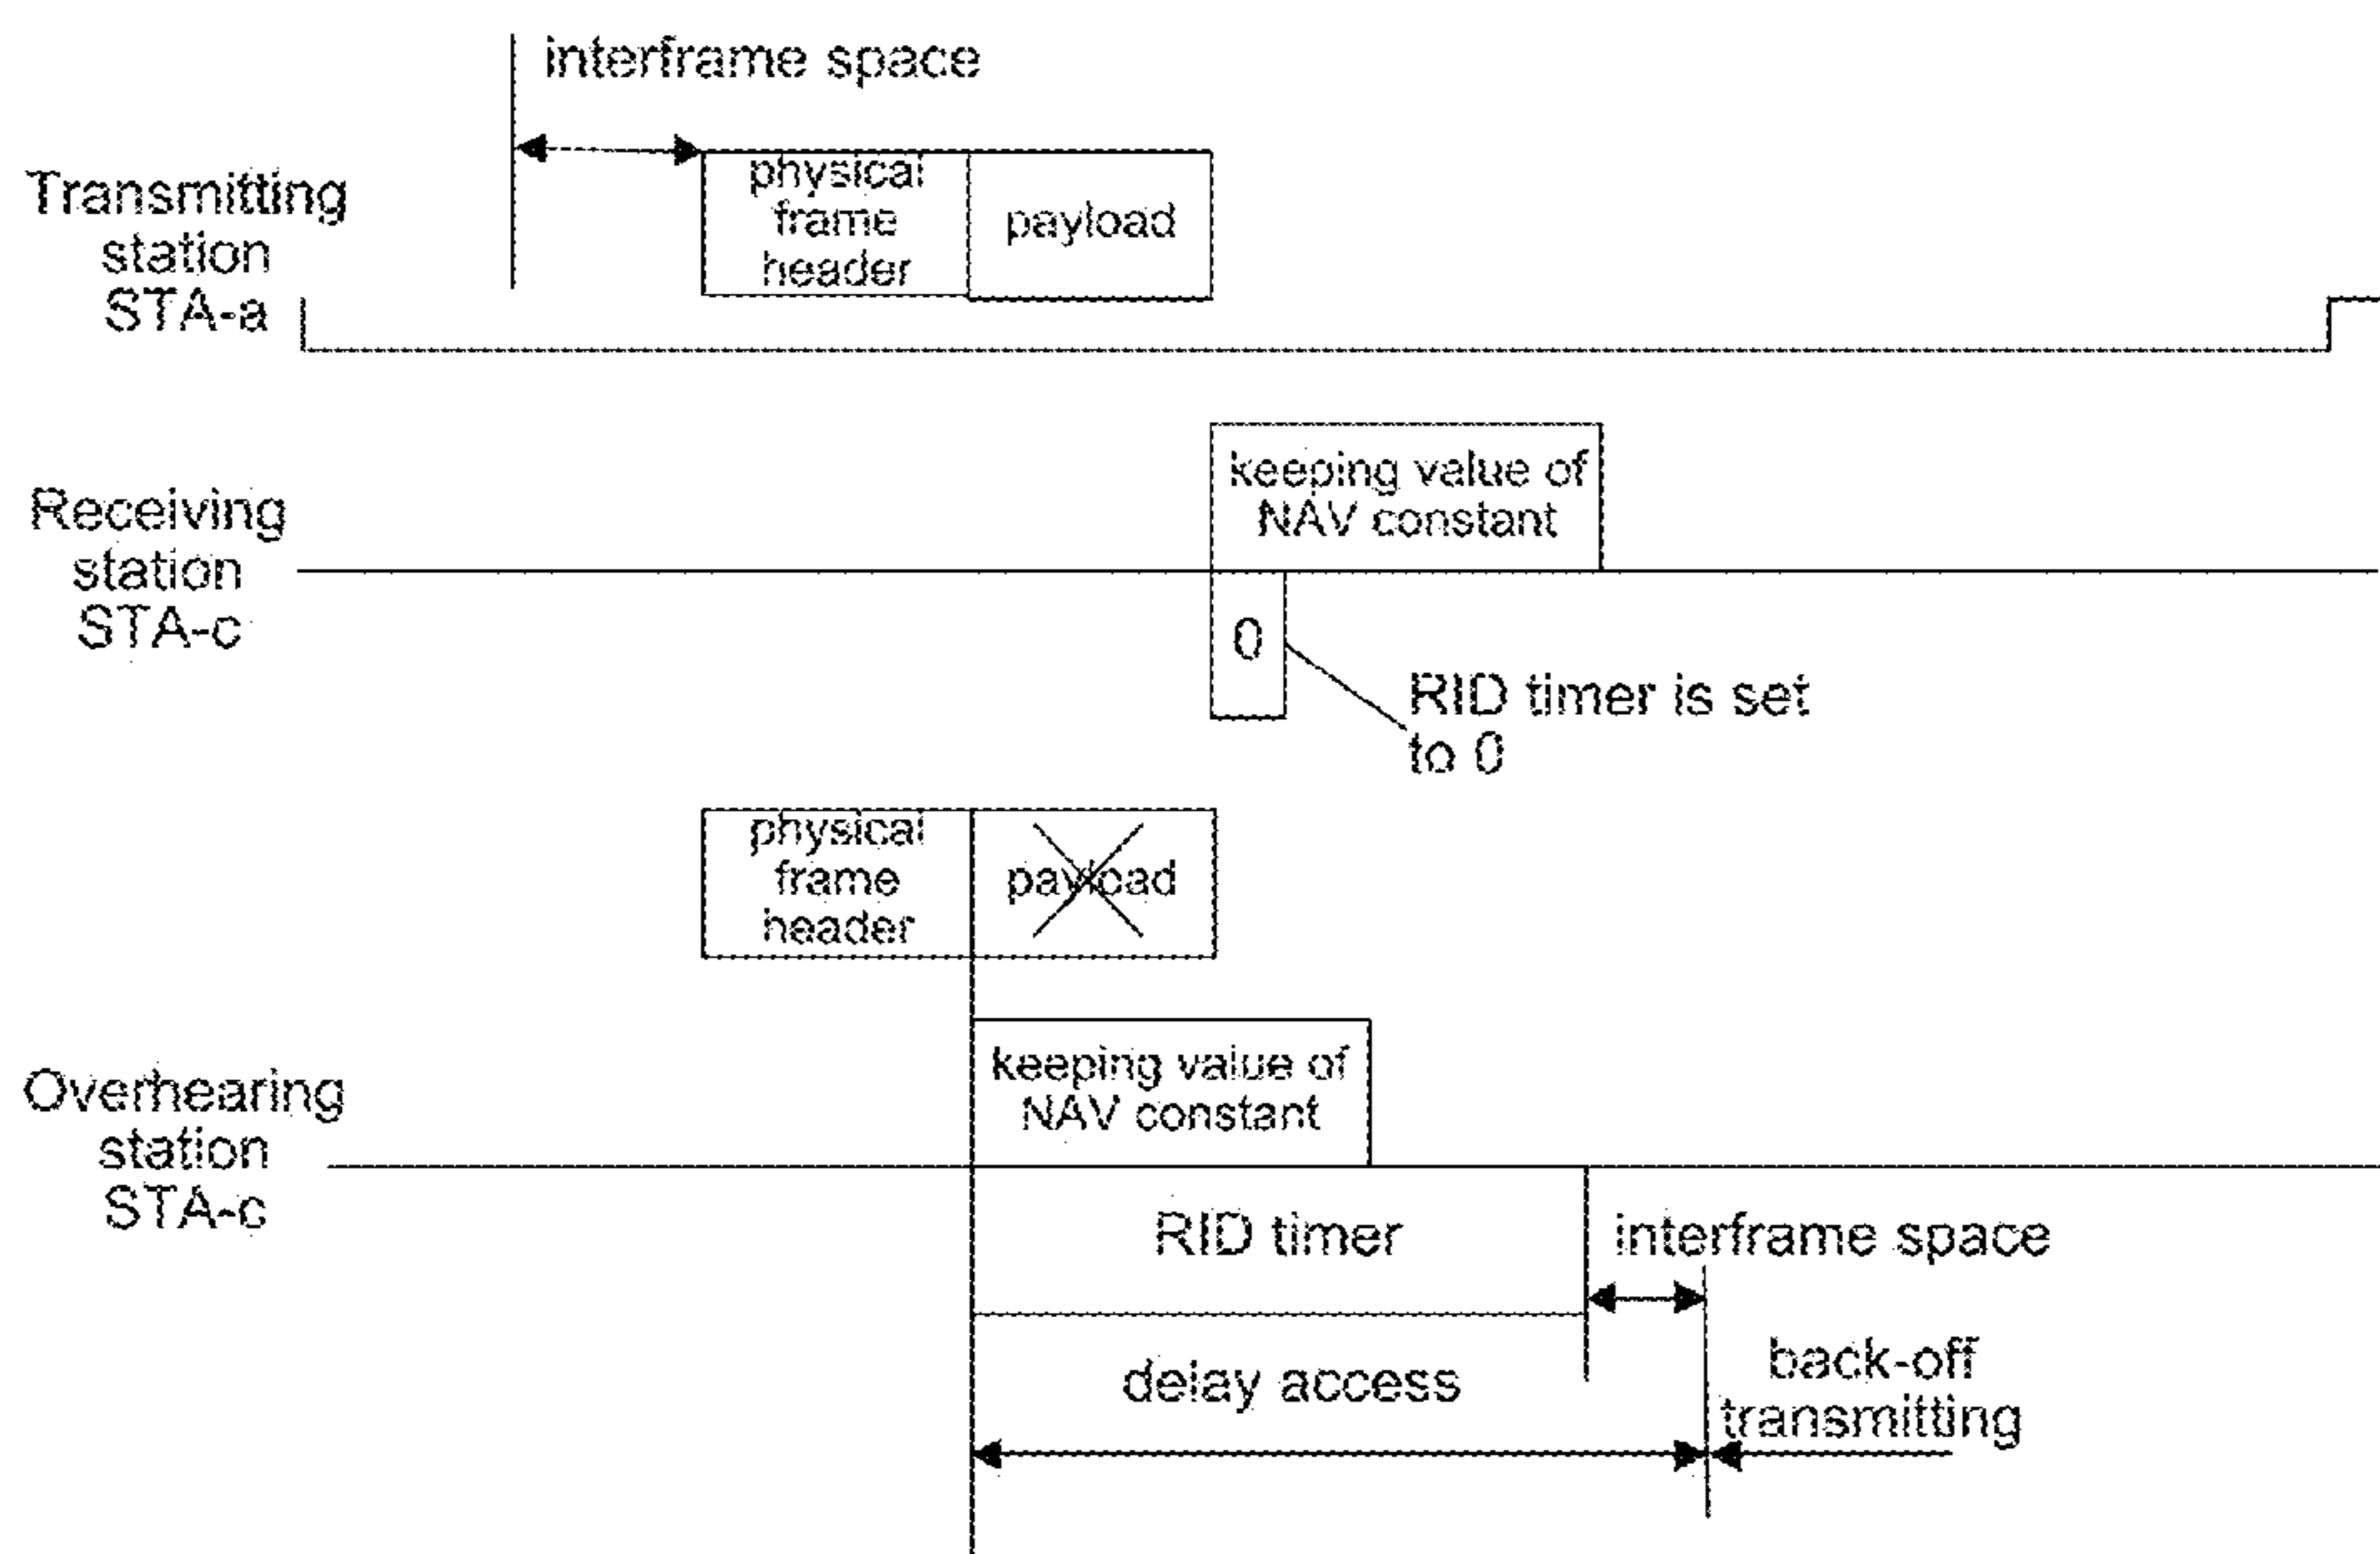 interframe space
Transmitting
station
STA-a
physical
frame
header
payload
Receiving
station
STA-c
keeping value of
NAV constant
0
RID timer is set
to 0
physical
frame
header
payload
Overhearing
station
STA-c
keeping value of
NAV constant
RID timer
interframe space
delay access
back-off
transmitting